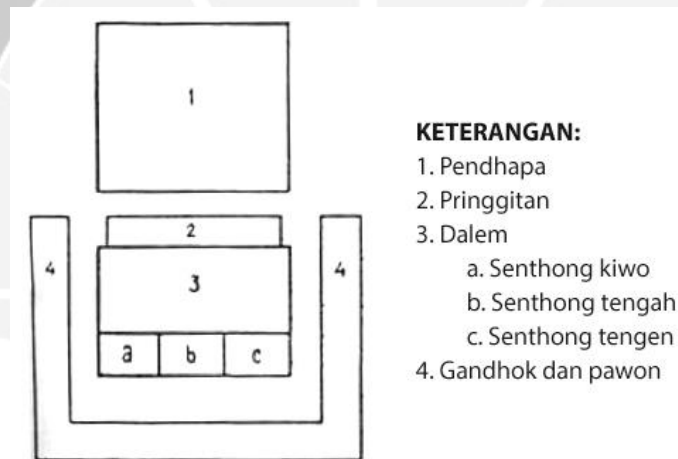 1
2
4
3
4
a
b
c
KETERANGAN:
1. Pendhapa
2. Pringgitan
3. Dalem
a. Senthong kiwo
b. Senthong tengah
c. Senthong tengen
4. Gandhok dan pawon